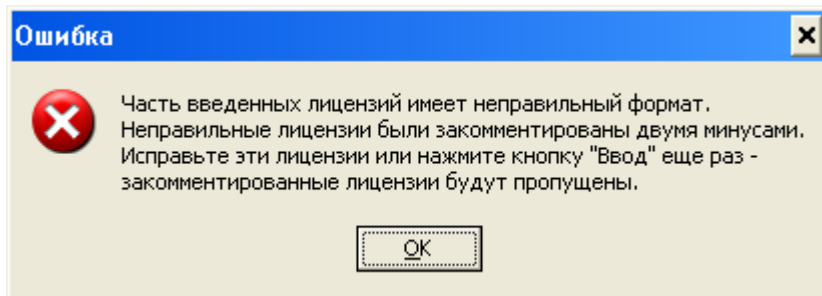 Ошибка
Часть введенных лицензий имеет неправильный формат.
Неправильные лицензии были закомментированы двумя минусами.
Исправьте эти лицензии или нажмите кнопку "Ввод" еще раз -
закомментированные лицензии будут пропущены.
OK